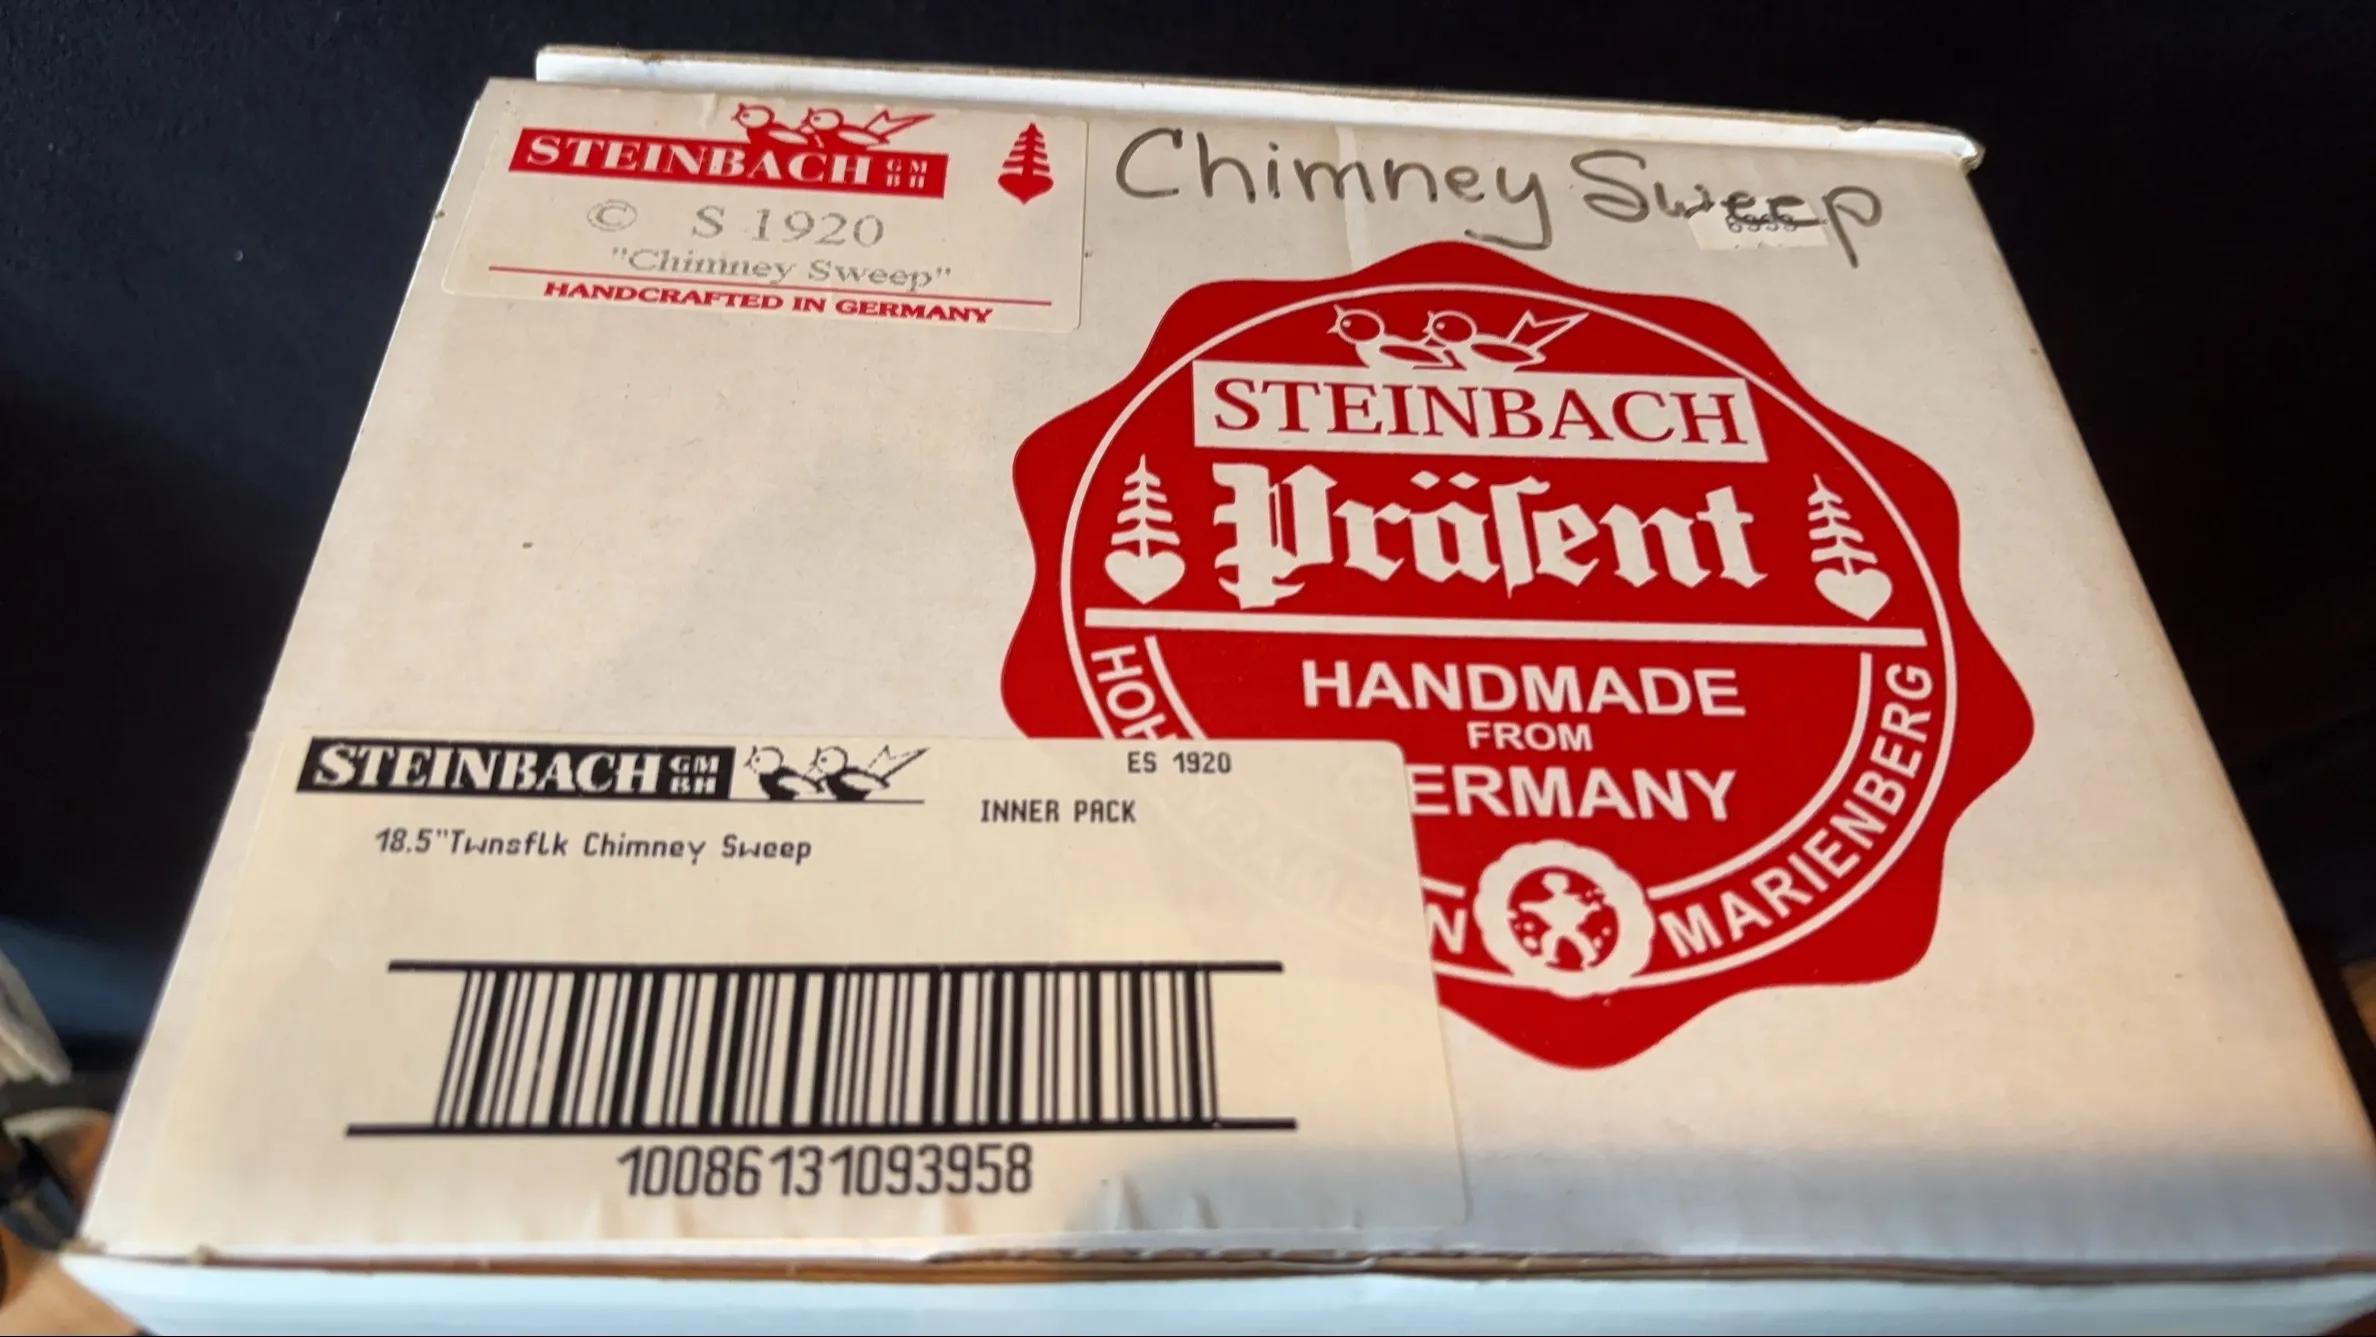 STEINBACH GMBH
© S 1920
"Chimney Sweep"
HANDCRAFTED IN GERMANY
Chimney Sweep
STEINBACH
Präſent
HANDMADE
FROM
ERMANY
MARIENBERG
STEINBACH GMBH
ES 1920
INNER PACK
18.5"Twnsflk Chimney Sweep
10086131093958